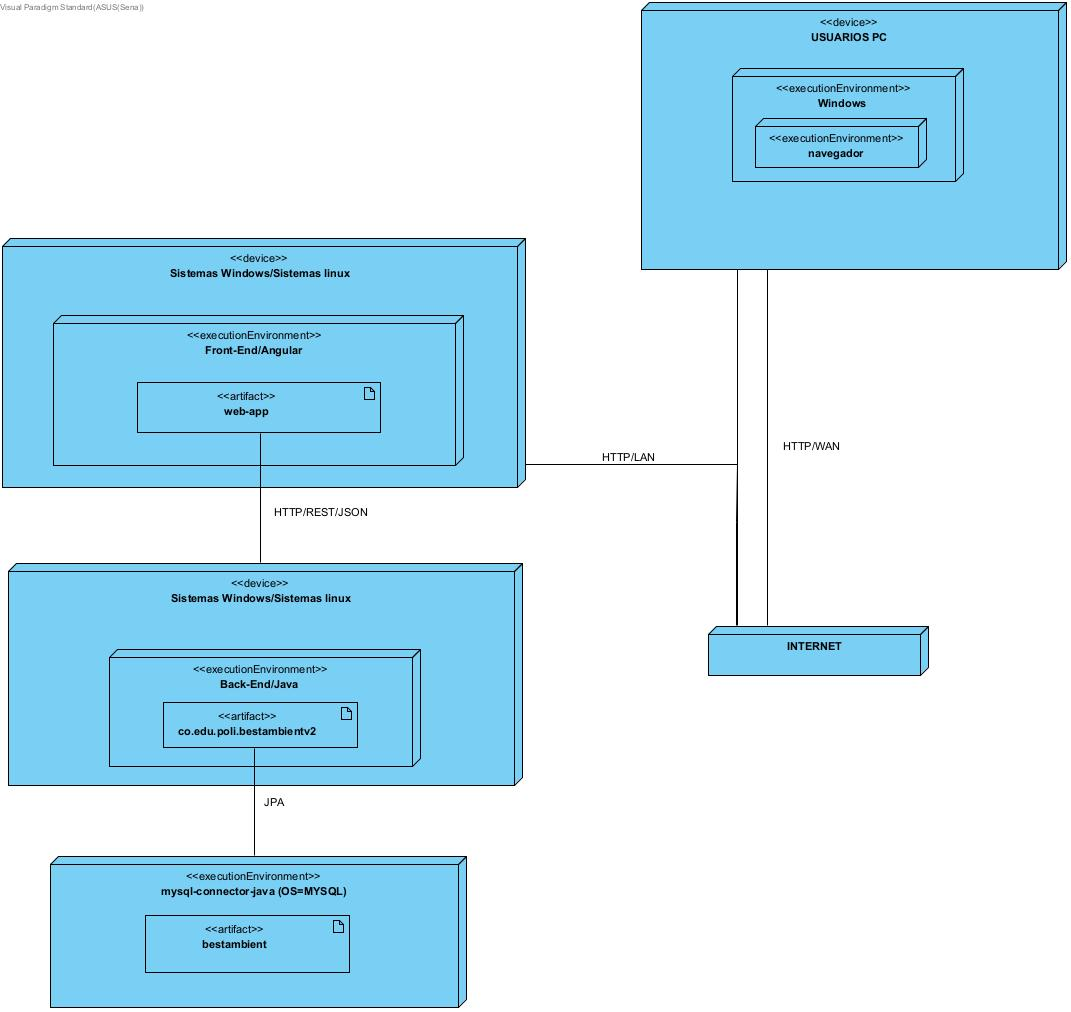 Visual Paradigm Standard(ASUS(Sena))
<<device>>
USUARIOS PC
<<executionEnvironment>>
Windows
<<executionEnvironment>>
navegador
<<device>>
Sistemas Windows/Sistemas linux
<<executionEnvironment>>
Front-End/Angular
<<artifact>>
web-app
HTTP/WAN
HTTP/LAN
HTTP/REST/JSON
<<device>>
Sistemas Windows/Sistemas linux
INTERNET
<<executionEnvironment>>
Back-End/Java
<<artifact>>
co.edu.poli.bestambientv2
JPA
<<executionEnvironment>>
mysql-connector-java (OS=MYSQL)
<<artifact>>
bestambient